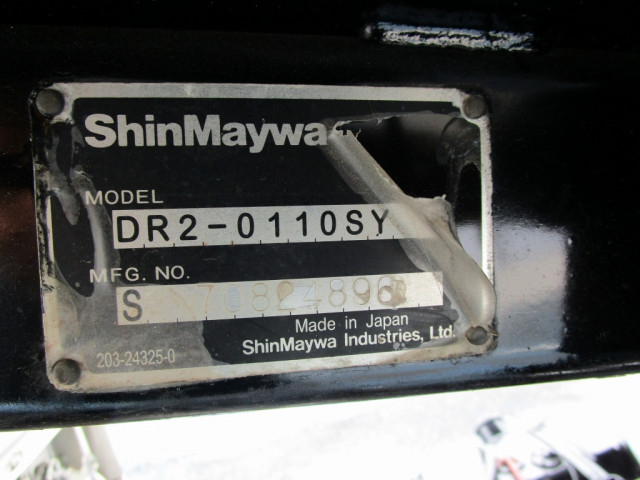 ShinMaywa
MODEL
DR2-0110SY
MFG. NO.
S
Made in Japan
ShinMaywa Industries, Ltd.
203-24325-0